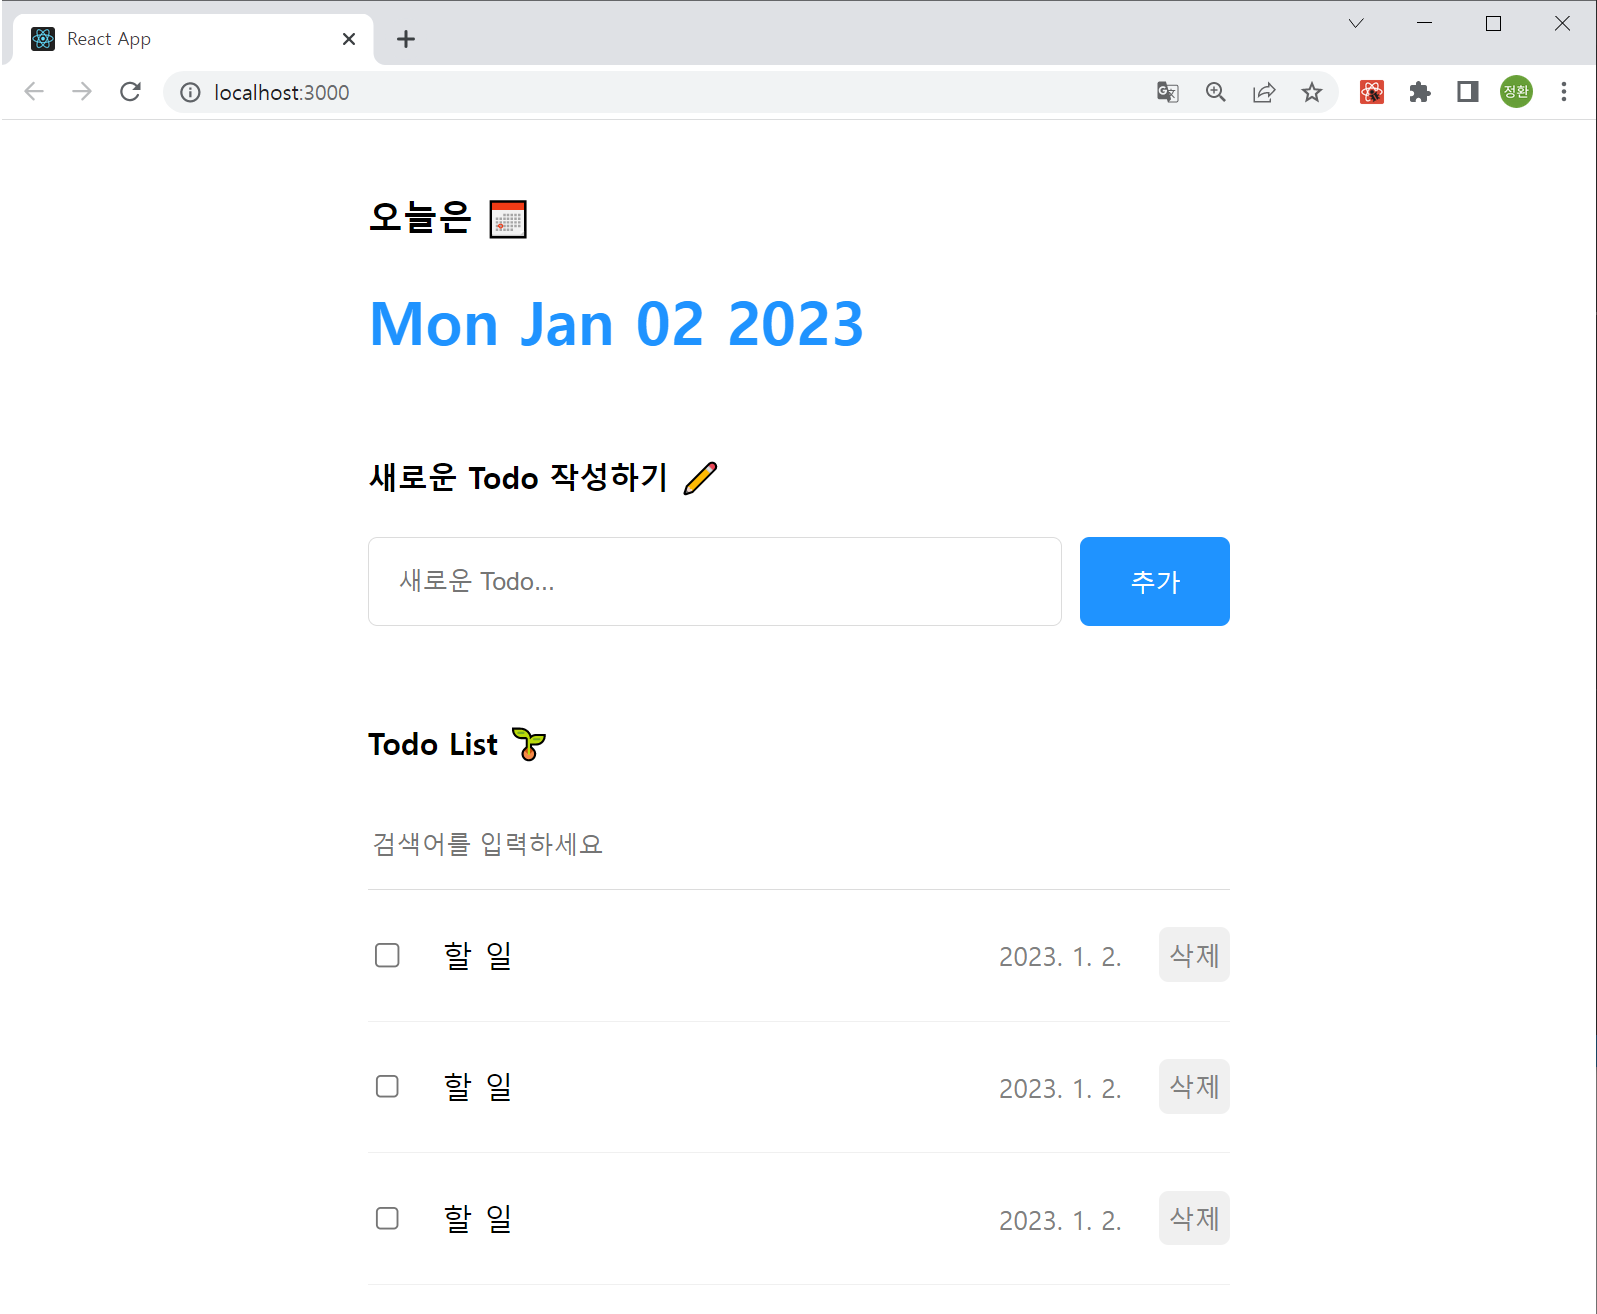 React App
localhost:3000
정환
오늘은 📅
Mon Jan 02 2023
새로운 Todo 작성하기 ✏️
새로운 Todo...
추가
Todo List 🌱
검색어를 입력하세요
할 일 2023. 1. 2. 삭제
할 일 2023. 1. 2. 삭제
할 일 2023. 1. 2. 삭제